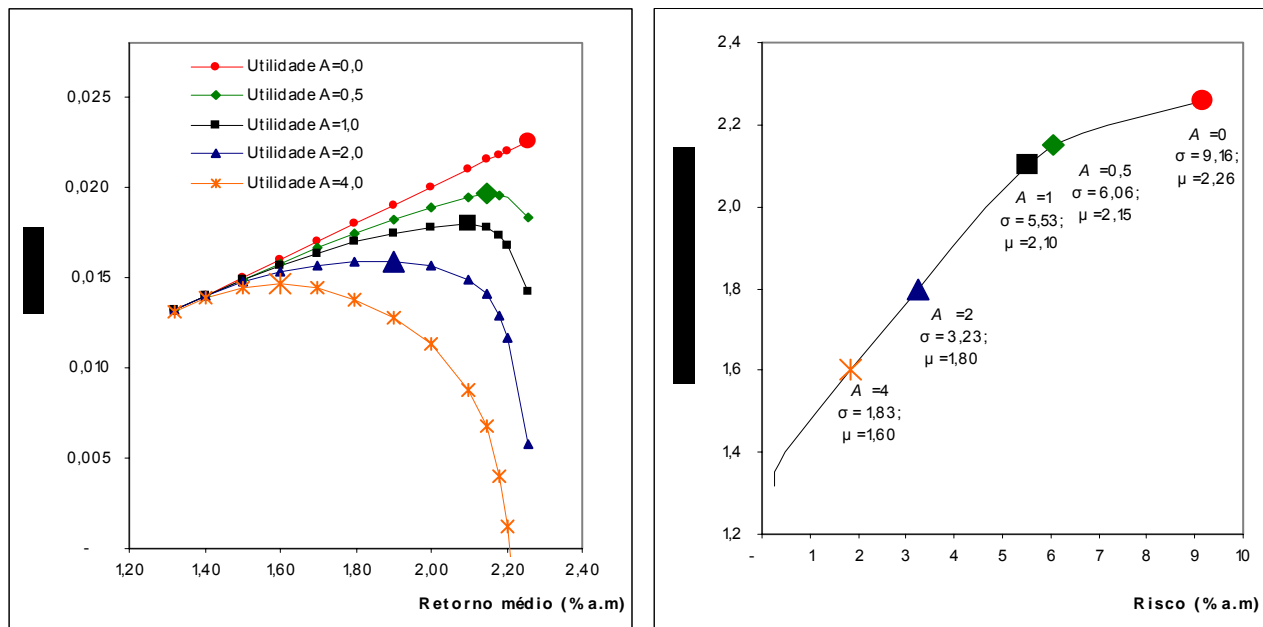 Utilidade A=0,0
Utilidade A=0,5
Utilidade A=1,0
Utilidade A=2,0
Utilidade A=4,0
0,025
0,020
0,015
0,010
0,005
-
1,20 1,40 1,60 1,80 2,00 2,20 2,40
Retorno médio (% a.m)
2,4
2,2
2,0
1,8
1,6
1,4
1,2
A =0
σ = 9,16;
µ =2,26
A =0,5
σ = 6,06;
µ =2,15
A =1
σ = 5,53;
µ =2,10
A =2
σ = 3,23;
µ =1,80
A =4
σ = 1,83;
µ =1,60
- 1 2 3 4 5 6 7 8 9 10
Risco (% a.m)